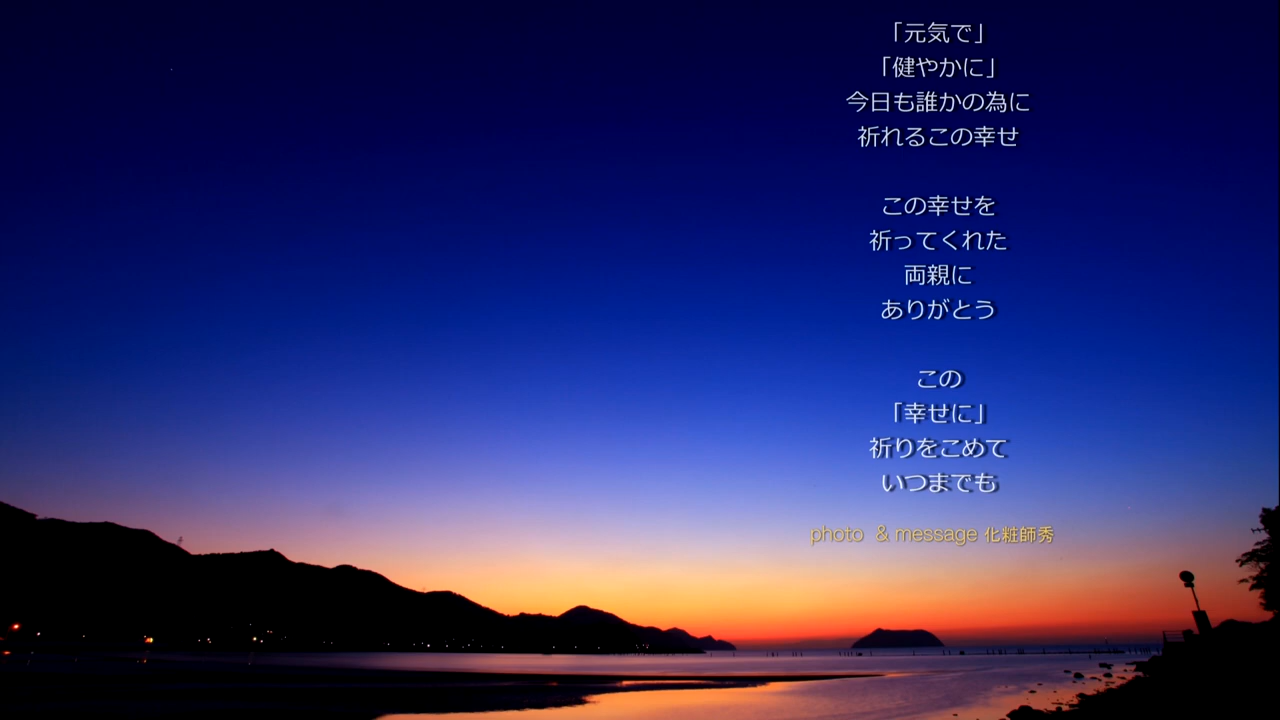 「元気で」
「健やかに」
今日も誰かの為に
祈れるこの幸せ
この幸せを
祈ってくれた
両親に
ありがとう
この
「幸せに」
祈りをこめて
いつまでも
photo & message 化粧師秀